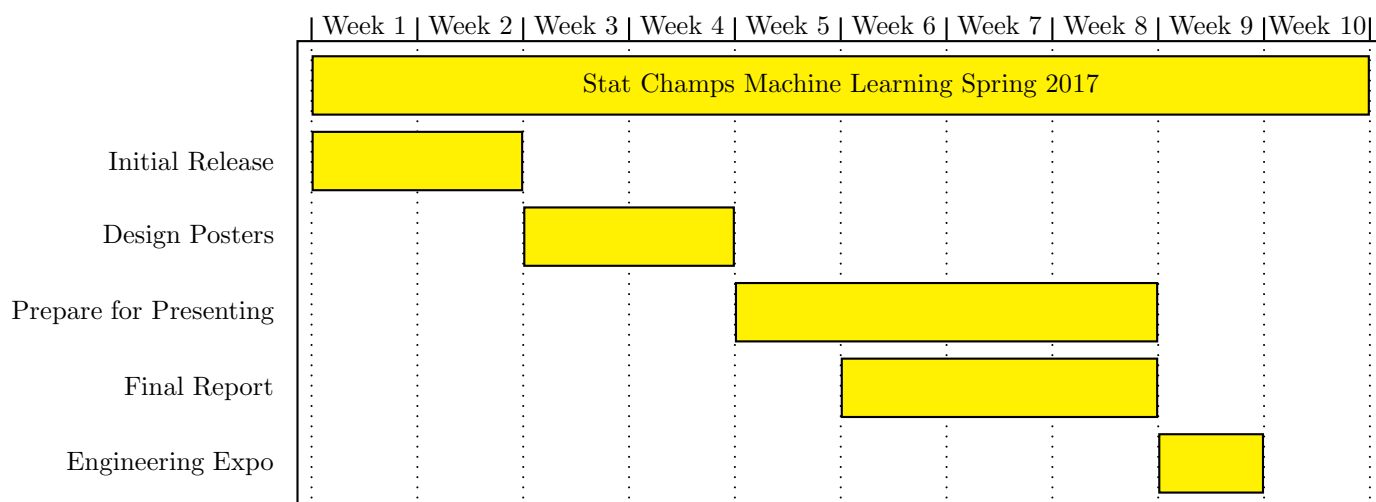 Week 1 Week 2 Week 3 Week 4 Week 5 Week 6 Week 7 Week 8 Week 9 Week 10
Stat Champs Machine Learning Spring 2017
Initial Release
Design Posters
Prepare for Presenting
Final Report
Engineering Expo